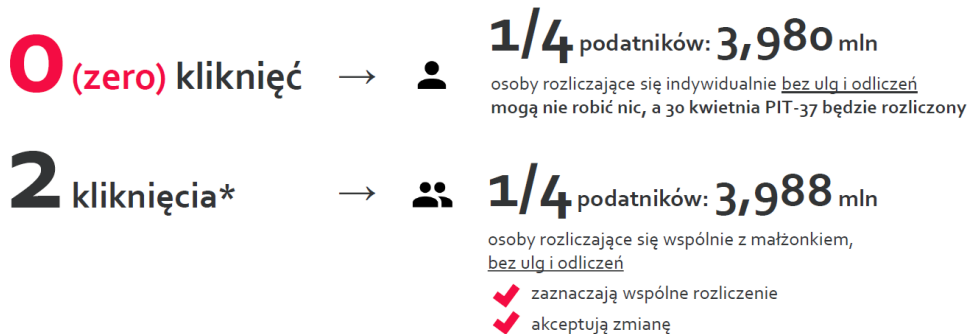 0 (zero) kliknięć →
1/4 podatników: 3,980 mln
osoby rozliczające się indywidualnie bez ulg i odliczeń
mogą nie robić nic, a 30 kwietnia PIT-37 będzie rozliczony
2 kliknięcia* →
1/4 podatników: 3,988 mln
osoby rozliczające się wspólnie z małżonkiem,
bez ulg i odliczeń
zaznaczają wspólne rozliczenie
akceptują zmianę